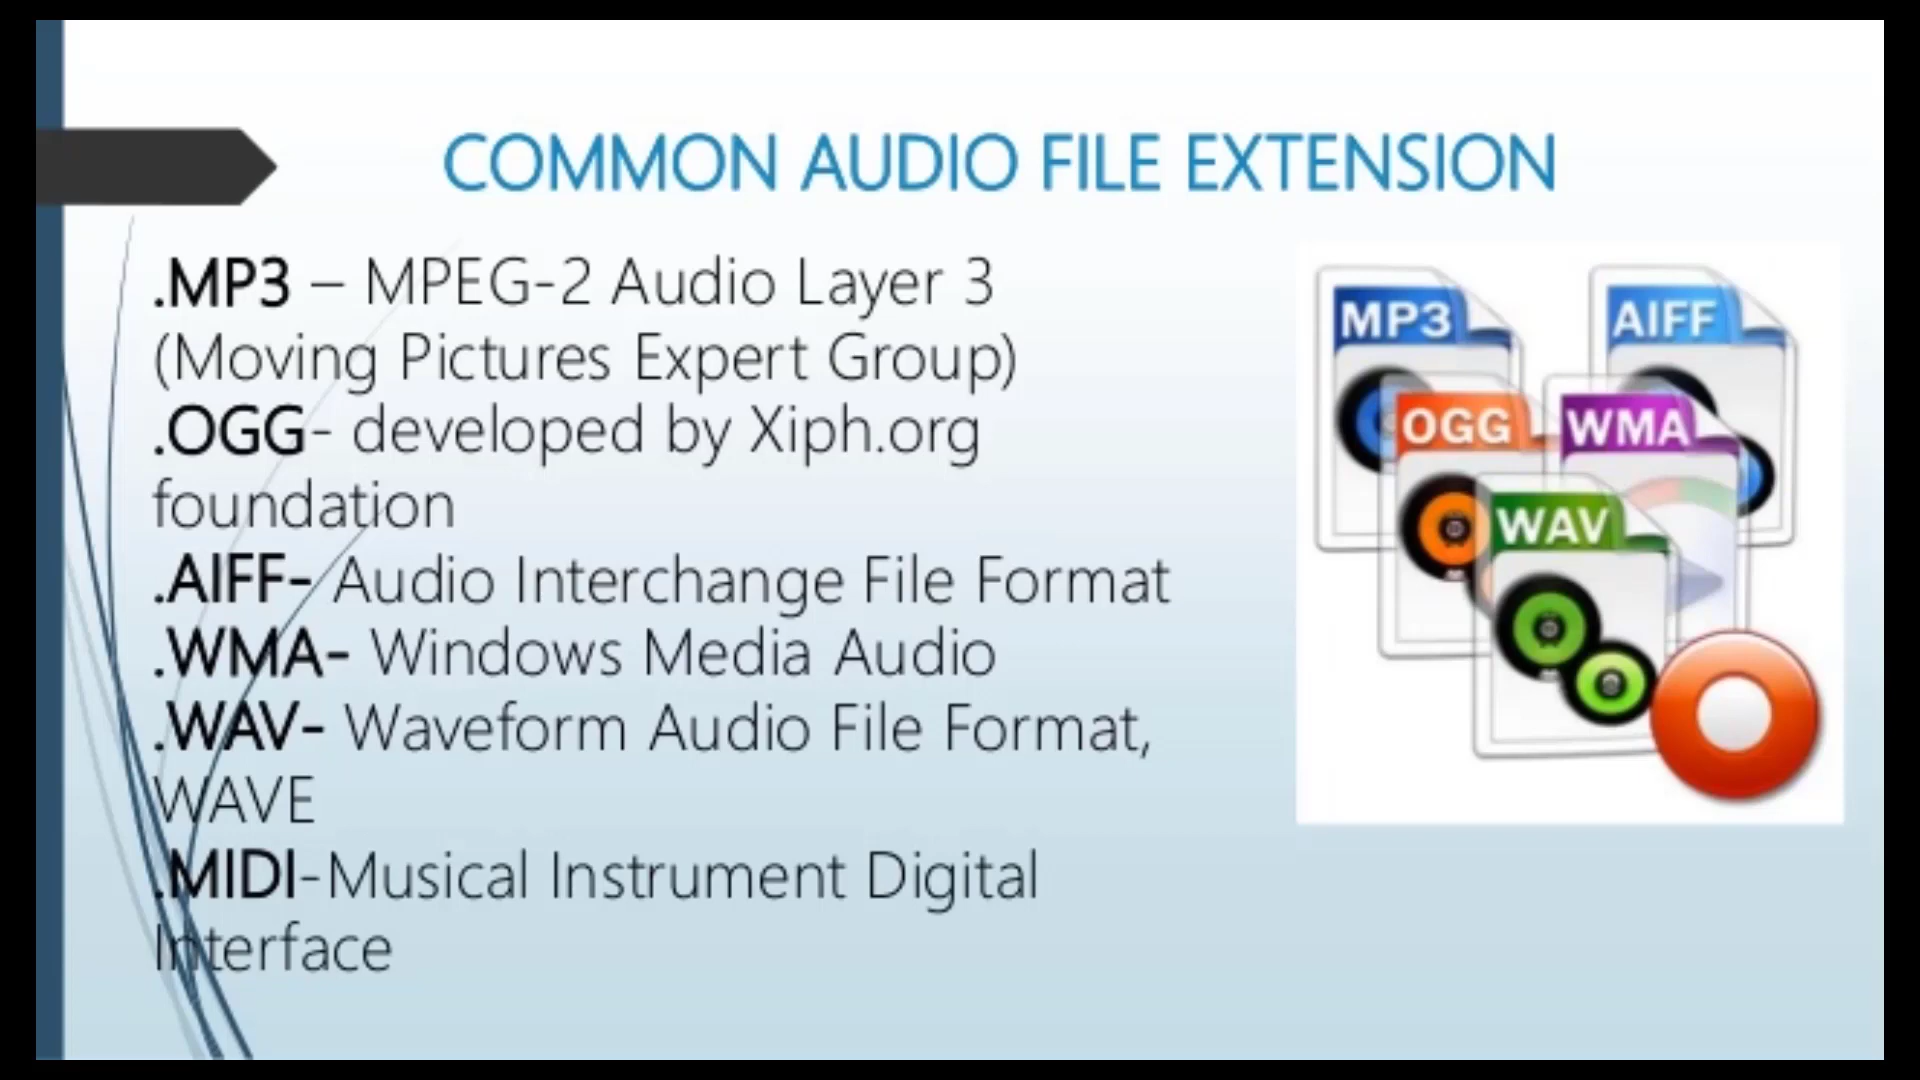 COMMON AUDIO FILE EXTENSION
.MP3 – MPEG-2 Audio Layer 3
(Moving Pictures Expert Group)
.OGG- developed by Xiph.org
foundation
.AIFF- Audio Interchange File Format
.WMA- Windows Media Audio
.WAV- Waveform Audio File Format,
WAVE
.MIDI-Musical Instrument Digital
Interface
MP3
AIFF
OGG
WMA
WAV